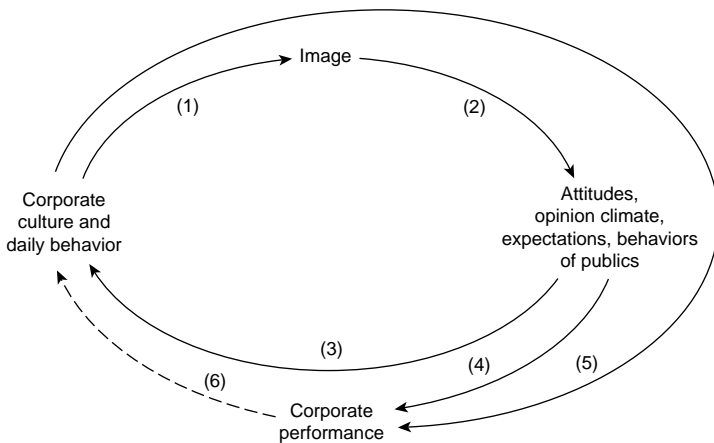 Image
(1)
(2)
Corporate
culture and
daily behavior
Attitudes,
opinion climate,
expectations, behaviors
of publics
(3)
(4)
(5)
(6)
Corporate
performance